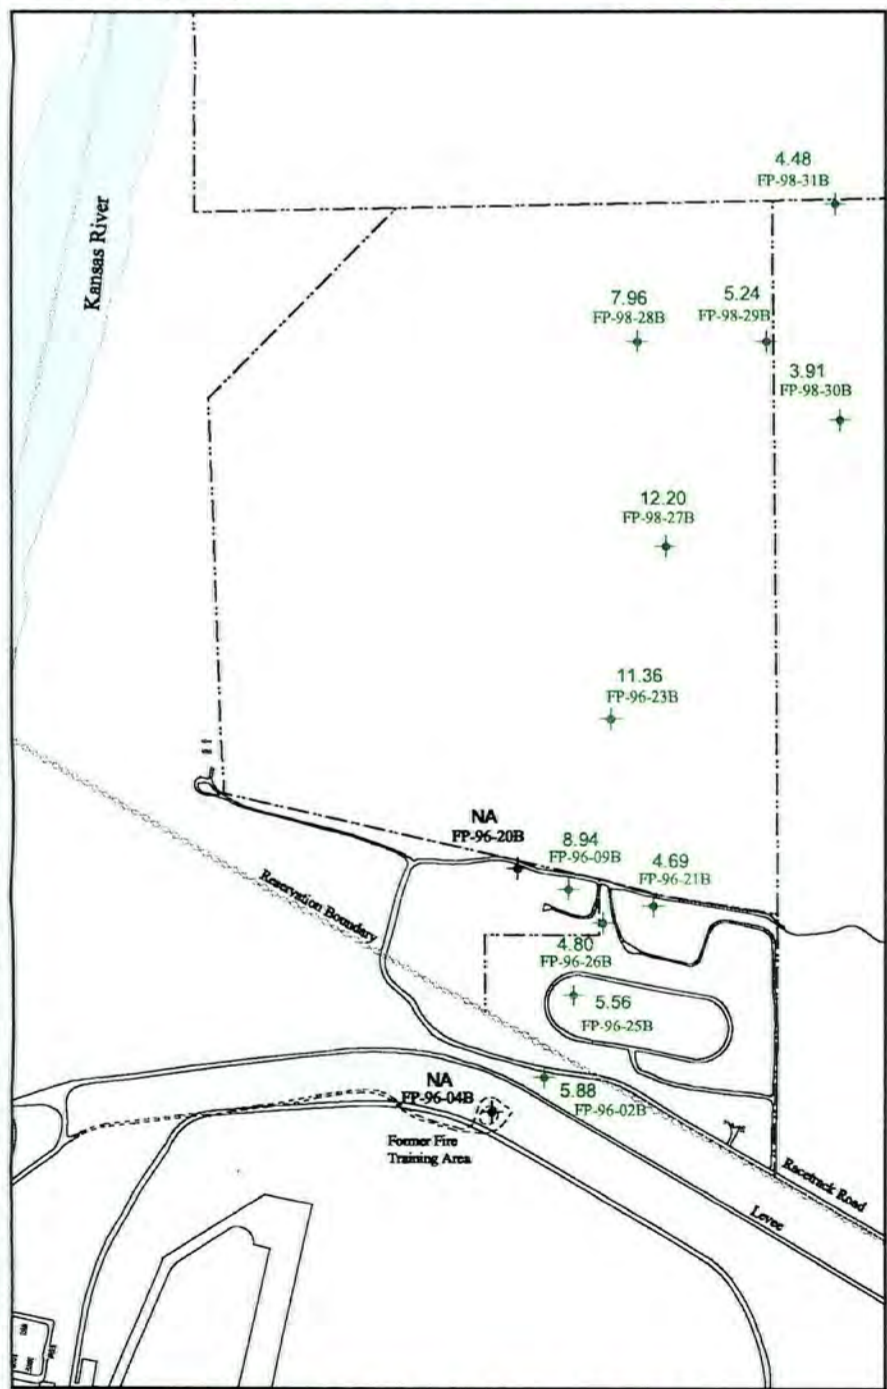 4.48
FP-98-31B
Kansas River
7.96
FP-98-28B
5.24
FP-98-29B
3.91
FP-98-30B
12.20
FP-98-27B
11.36
FP-96-23B
NA
FP-96-20B
8.94
FP-96-09B
4.69
FP-96-21B
Reservation Boundary
4.80
FP-96-26B
5.56
FP-96-25B
NA
FP-96-04B
5.88
FP-96-02B
Former Fire
Training Area
Racetrack Road
Levee